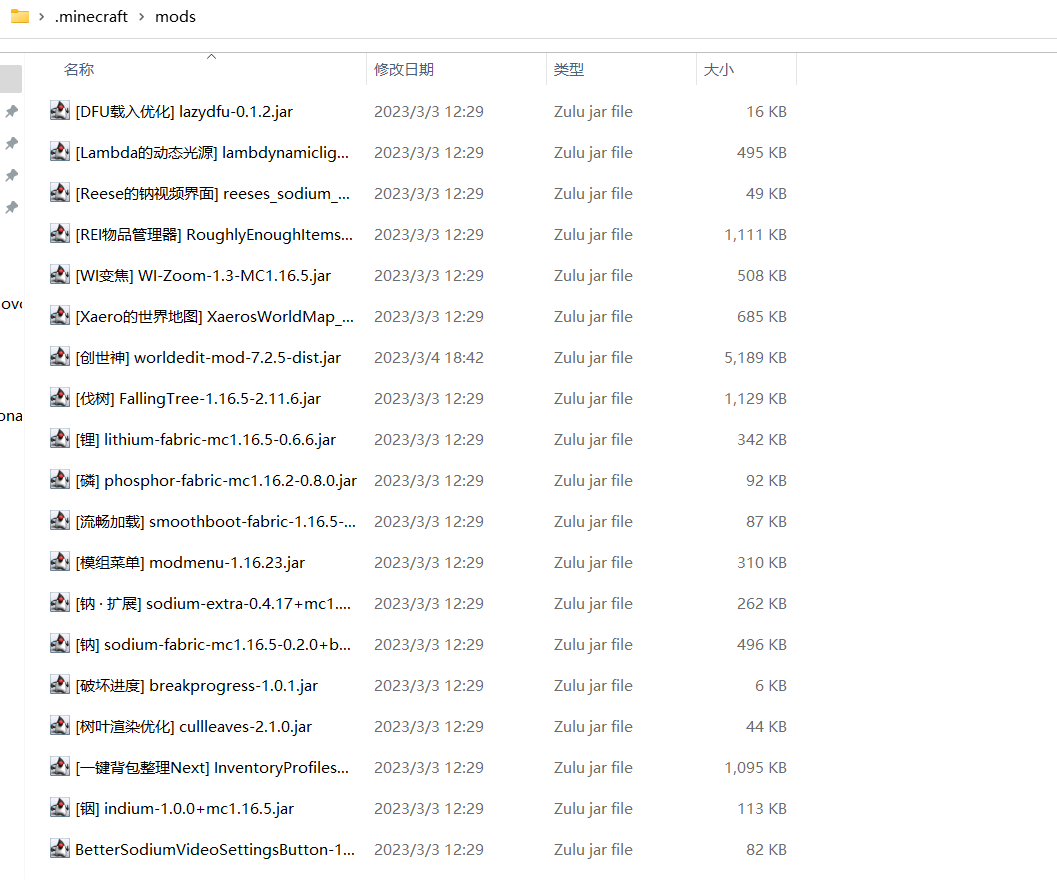 .minecraft > mods
名称 修改日期 类型 大小
[DFU载入优化] lazydfu-0.1.2.jar 2023/3/3 12:29 Zulu jar file 16 KB
[Lambda的动态光源] lambdynamiclig... 2023/3/3 12:29 Zulu jar file 495 KB
[Reese的钠视频界面] reeses_sodium_... 2023/3/3 12:29 Zulu jar file 49 KB
[REI物品管理器] RoughlyEnoughItems... 2023/3/3 12:29 Zulu jar file 1,111 KB
[WI变焦] WI-Zoom-1.3-MC1.16.5.jar 2023/3/3 12:29 Zulu jar file 508 KB
ove
[Xaero的世界地图] XaerosWorldMap_... 2023/3/3 12:29 Zulu jar file 685 KB
[创世神] worldedit-mod-7.2.5-dist.jar 2023/3/4 18:42 Zulu jar file 5,189 KB
[伐树] FallingTree-1.16.5-2.11.6.jar 2023/3/3 12:29 Zulu jar file 1,129 KB
ona
[锂] lithium-fabric-mc1.16.5-0.6.6.jar 2023/3/3 12:29 Zulu jar file 342 KB
[磷] phosphor-fabric-mc1.16.2-0.8.0.jar 2023/3/3 12:29 Zulu jar file 92 KB
[流畅加载] smoothboot-fabric-1.16.5-... 2023/3/3 12:29 Zulu jar file 87 KB
[模组菜单] modmenu-1.16.23.jar 2023/3/3 12:29 Zulu jar file 310 KB
[钠 · 扩展] sodium-extra-0.4.17+mc1.... 2023/3/3 12:29 Zulu jar file 262 KB
[钠] sodium-fabric-mc1.16.5-0.2.0+b... 2023/3/3 12:29 Zulu jar file 496 KB
[破坏进度] breakprogress-1.0.1.jar 2023/3/3 12:29 Zulu jar file 6 KB
[树叶渲染优化] cullleaves-2.1.0.jar 2023/3/3 12:29 Zulu jar file 44 KB
[一键背包整理Next] InventoryProfiles... 2023/3/3 12:29 Zulu jar file 1,095 KB
[铟] indium-1.0.0+mc1.16.5.jar 2023/3/3 12:29 Zulu jar file 113 KB
BetterSodiumVideoSettingsButton-1... 2023/3/3 12:29 Zulu jar file 82 KB